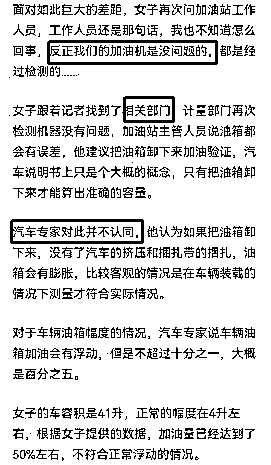 面对如此巨大的差距，女子再次问加油站工作
人员，工作人员还是那句话，我也不知道怎么
回事，反正我们的加油机是没问题的，都是经
过检测的......
女子跟着记者找到了相关部门，计量部门再次
检测机器没有问题，加油站主管人员说油箱都
会有误差，他建议把油箱卸下来加油验证，汽
车说明书上只是个大概的概念，只有把油箱卸
下来才能算出准确的容量。
汽车专家对此并不认同，他认为如果把油箱卸
下来，没有了汽车的挤压和捆扎带的捆扎，油
箱会有膨胀，比较客观的情况是在车辆装载的
情况下测量才符合实际情况。
对于车辆油箱幅度的情况，汽车专家说车辆油
箱加油会有浮动，但是不超过十分之一，大概
是百分之五。
女子的车容积是41升，正常的幅度在4升左
右，根据女子提供的数据，加油量已经达到了
50%左右，不符合正常浮动的情况。